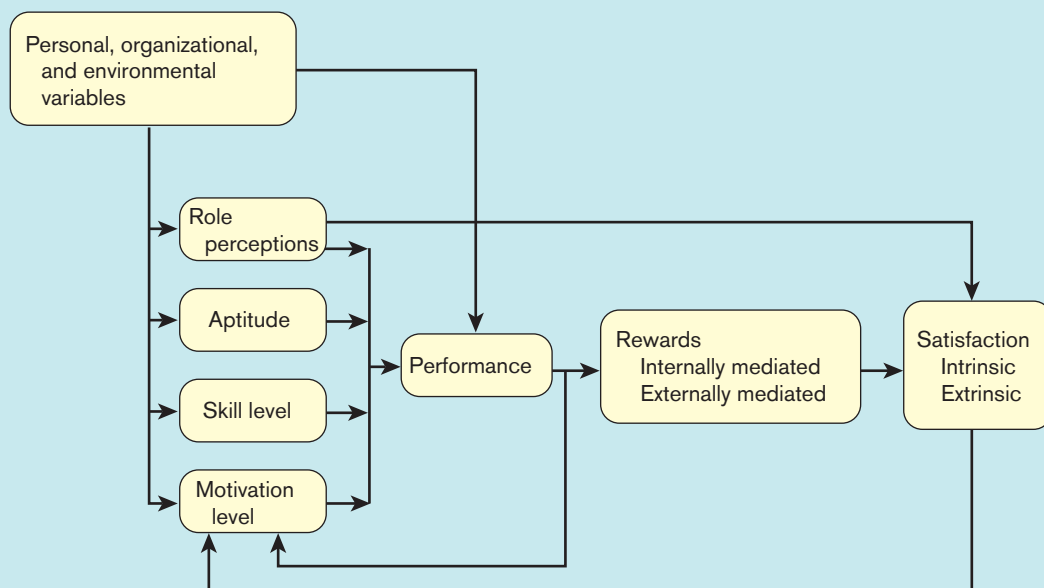 Personal, organizational,
and environmental
variables
Role
perceptions
Aptitude
Skill level
Motivation
level
Performance
Rewards
Internally mediated
Externally mediated
Satisfaction
Intrinsic
Extrinsic